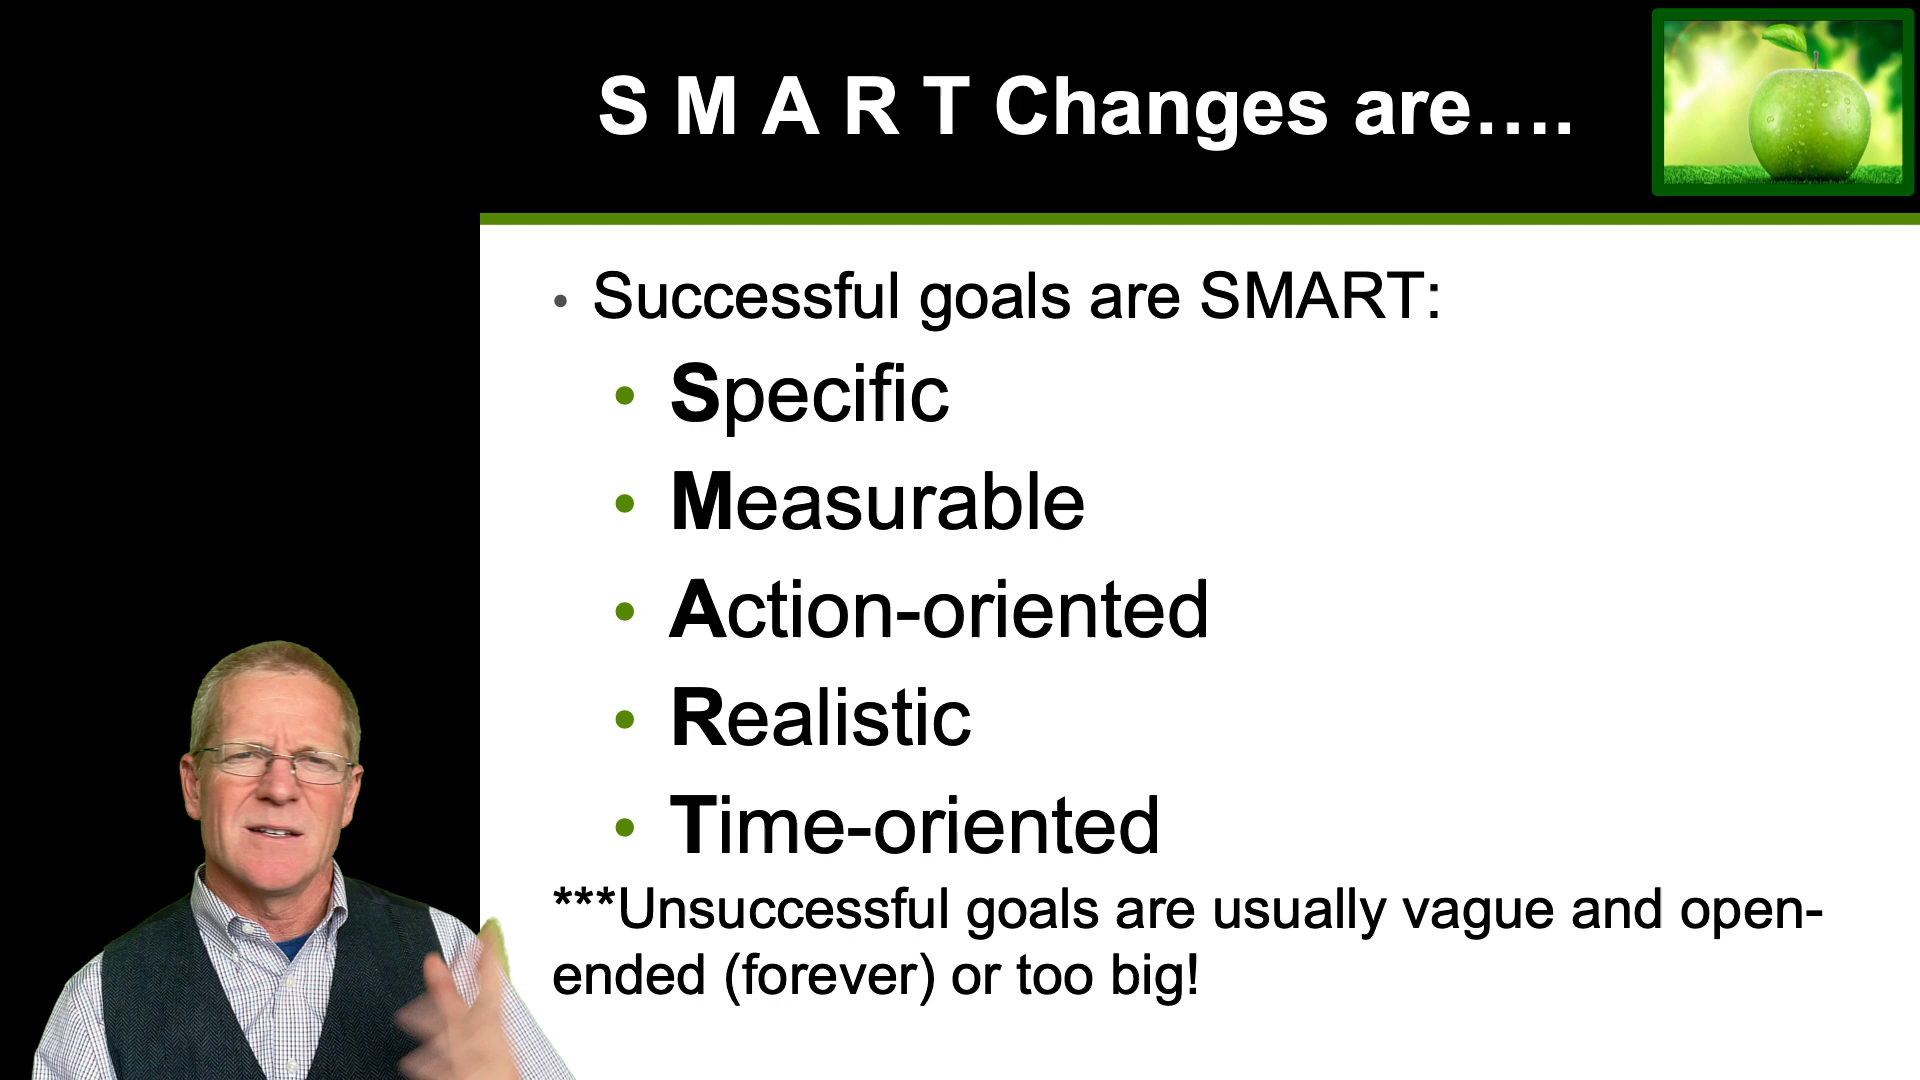 S M A R T Changes are....
• Successful goals are SMART:
• Specific
• Measurable
• Action-oriented
• Realistic
• Time-oriented
***Unsuccessful goals are usually vague and open-
ended (forever) or too big!